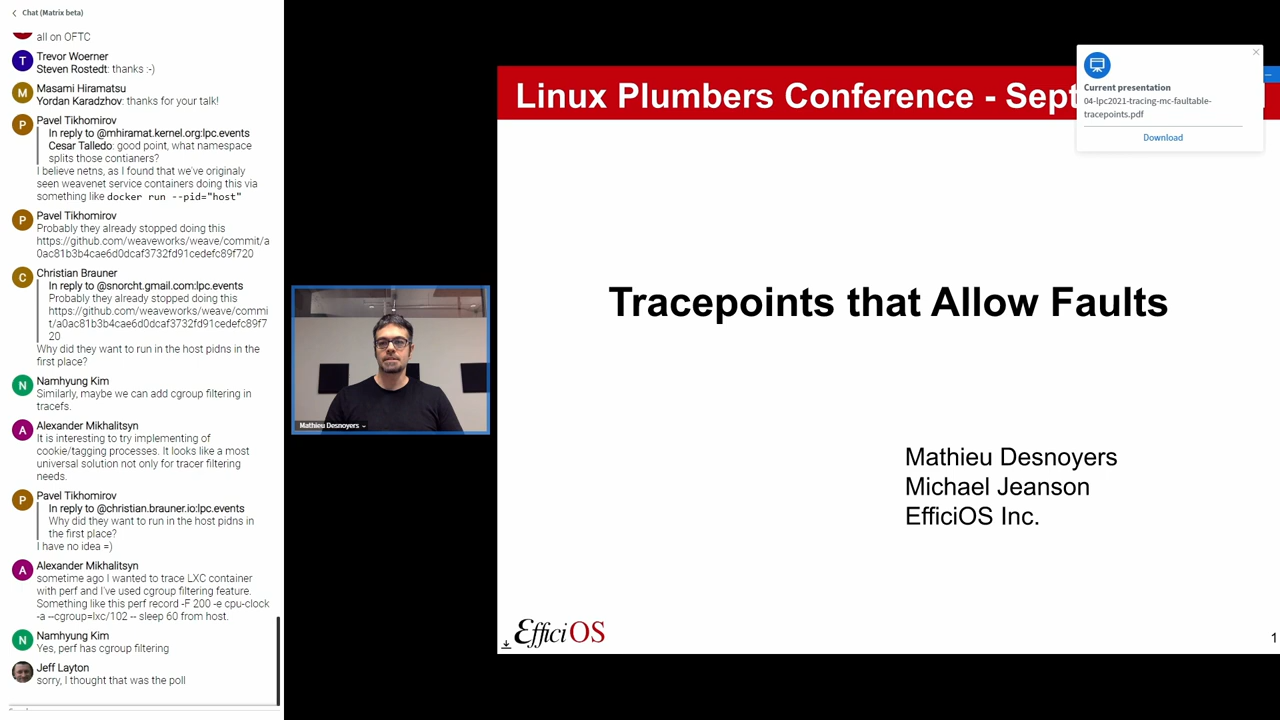 Chat (Matrix beta)
all on OFTC
T
Trevor Woerner
Steven Rostedt: thanks :-)
M
Masami Hiramatsu
Yordan Karadzhov: thanks for your talk!
P
Pavel Tikhomirov
In reply to @mhiramat.kernel.org:lpc.events
Cesar Talledo: good point, what namespace
splits those contianers?
I believe netns, as I found that we've originaly
seen weavenet service containers doing this via
something like docker run --pid="host"
P
Pavel Tikhomirov
Probably they already stopped doing this
https://github.com/weaveworks/weave/commit/a
0ac81b3b4cae6d0dcaf3732fd91cedefc89f720
C
Christian Brauner
In reply to @snorcht.gmail.com:lpc.events
Probably they already stopped doing this
https://github.com/weaveworks/weave/commi
t/a0ac81b3b4cae6d0dcaf3732fd91cedefc89f7
20
Why did they want to run in the host pidns in the
first place?
N
Namhyung Kim
Similarly, maybe we can add cgroup filtering in
tracefs.
A
Alexander Mikhalitsyn
It is interesting to try implementing of
cookie/tagging processes. It looks like a most
universal solution not only for tracer filtering
needs.
P
Pavel Tikhomirov
In reply to @christian.brauner.io:lpc.events
Why did they want to run in the host pidns in
the first place?
I have no idea =)
A
Alexander Mikhalitsyn
sometime ago I wanted to trace LXC container
with perf and I've used cgroup filtering feature.
Something like this perf record -F 200 -e cpu-clock
-a --cgroup=lxc/102 -- sleep 60 from host.
N
Namhyung Kim
Yes, perf has cgroup filtering
Jeff Layton
sorry, I thought that was the poll
Mathieu Desnoyers
Linux Plumbers Conference - Sept
Current presentation
04-lpc2021-tracing-mc-faultable-
tracepoints.pdf
Download
Tracepoints that Allow Faults
Mathieu Desnoyers
Michael Jeanson
EfficiOS Inc.
EfficiOS
1